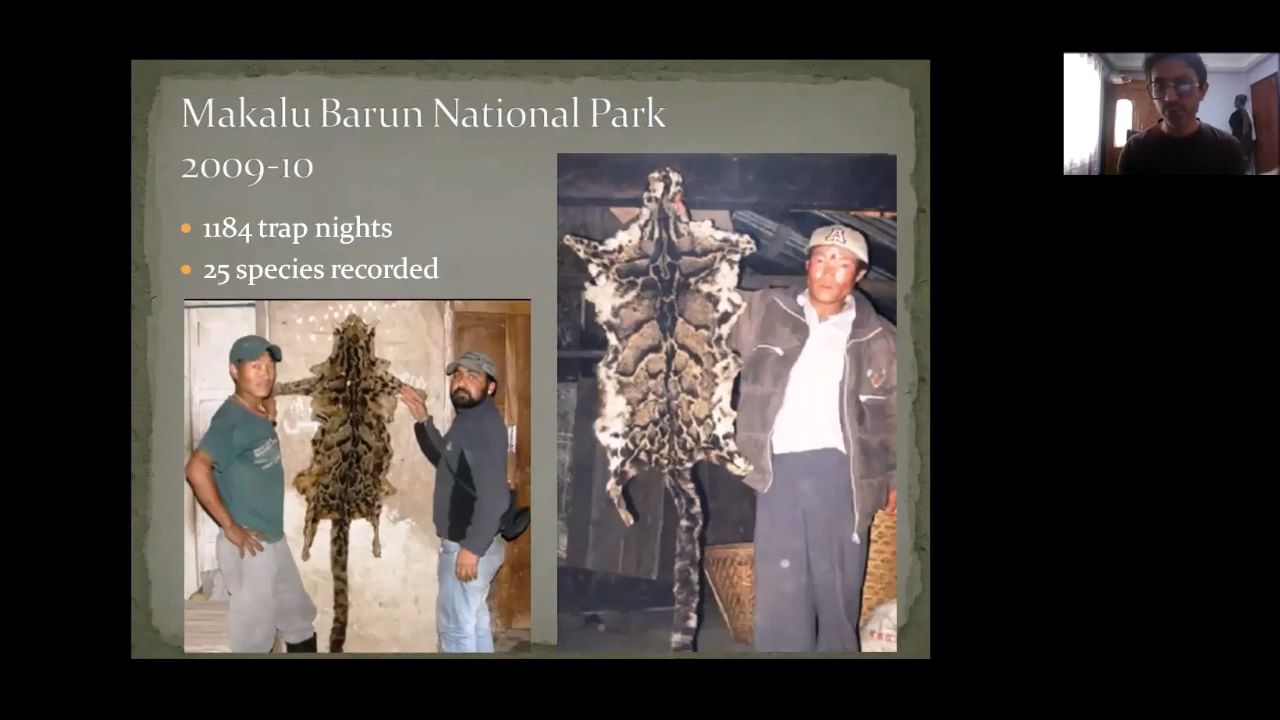 Makalu Barun National Park
2009-10
• 1184 trap nights
• 25 species recorded
A